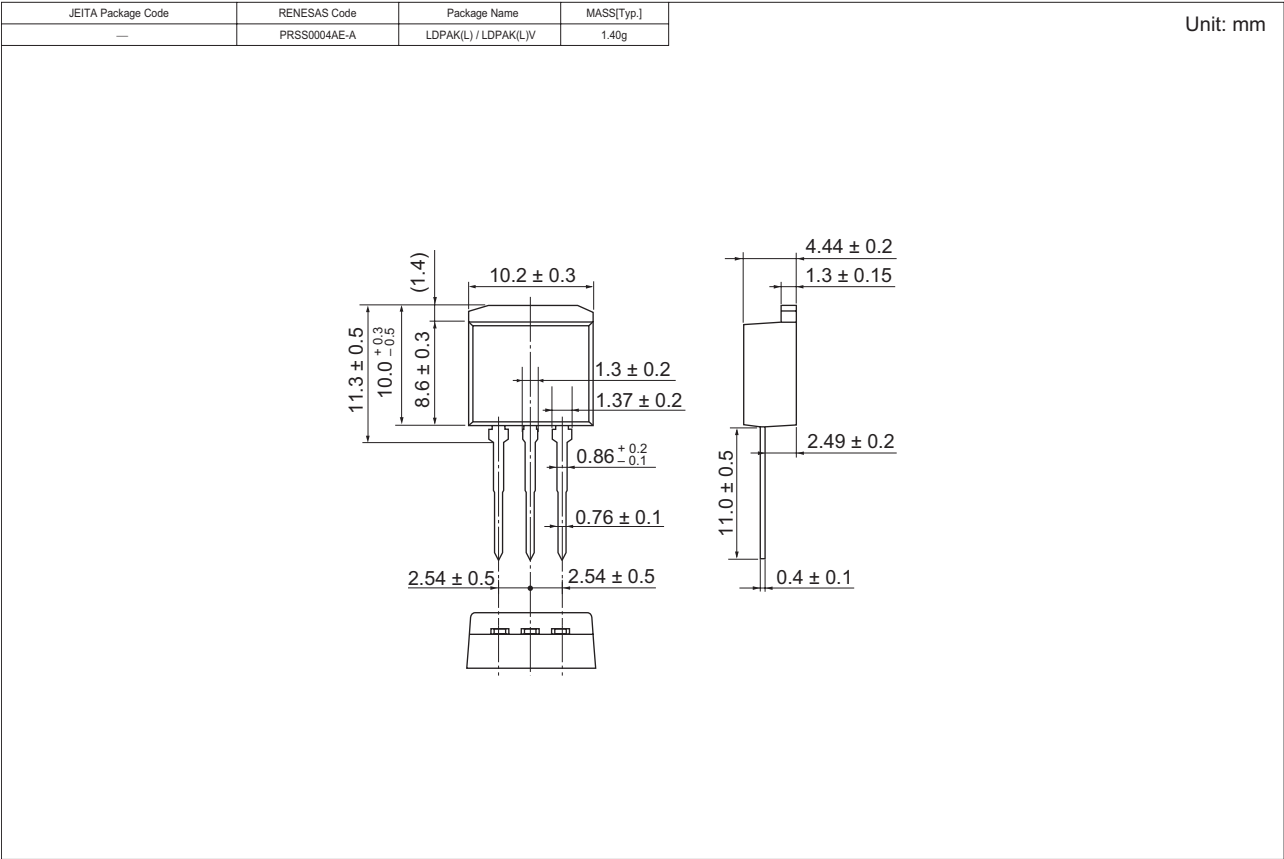 JEITA Package Code RENESAS Code Package Name MASS[Typ.]
— PRSS0004AE-A LDPAK(L) / LDPAK(L)V 1.40g
Unit: mm
(1.4)
10.2 ± 0.3
11.3 ± 0.5
10.0 + 0.3 – 0.5
8.6 ± 0.3
1.3 ± 0.2
1.37 ± 0.2
0.86 + 0.2 – 0.1
0.76 ± 0.1
2.54 ± 0.5 2.54 ± 0.5
4.44 ± 0.2
1.3 ± 0.15
2.49 ± 0.2
11.0 ± 0.5
0.4 ± 0.1